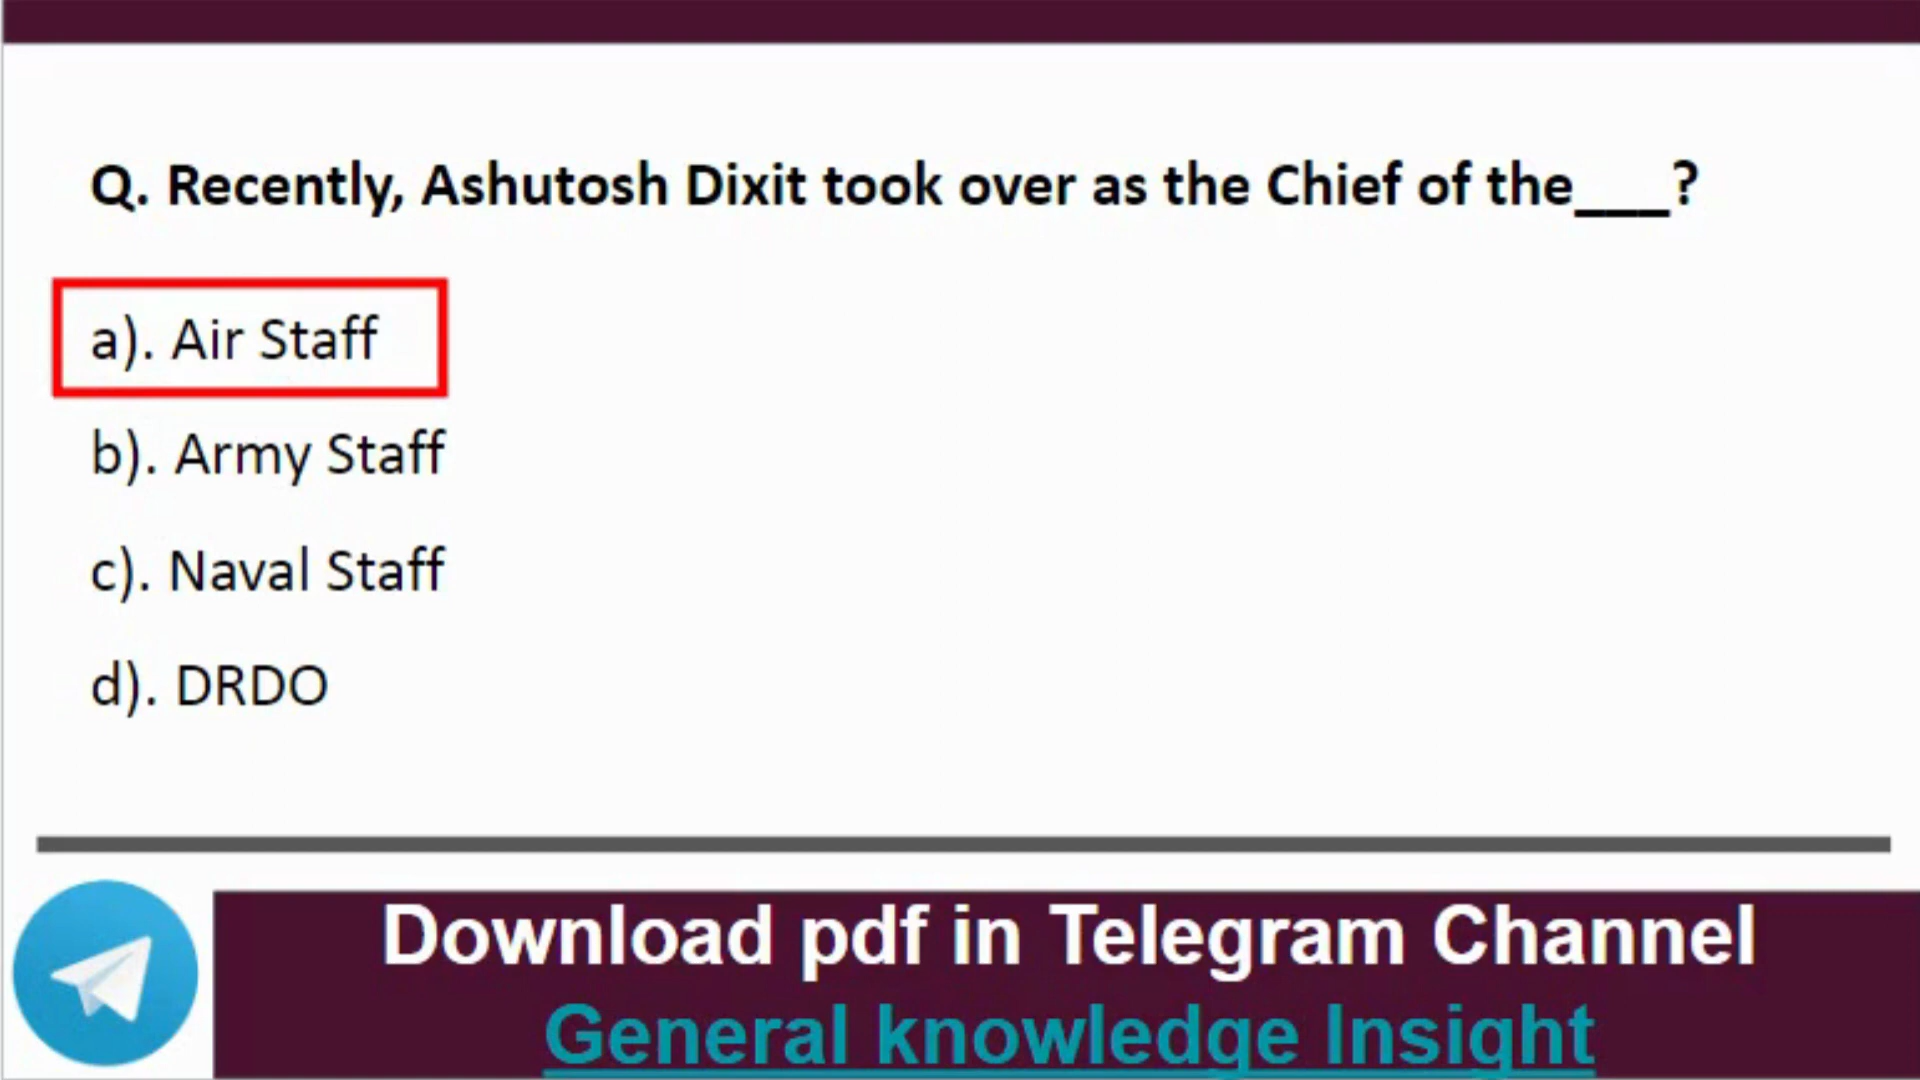 Q. Recently, Ashutosh Dixit took over as the Chief of the___?
a). Air Staff
b). Army Staff
c). Naval Staff
d). DRDO
Download pdf in Telegram Channel
General knowledge Insight